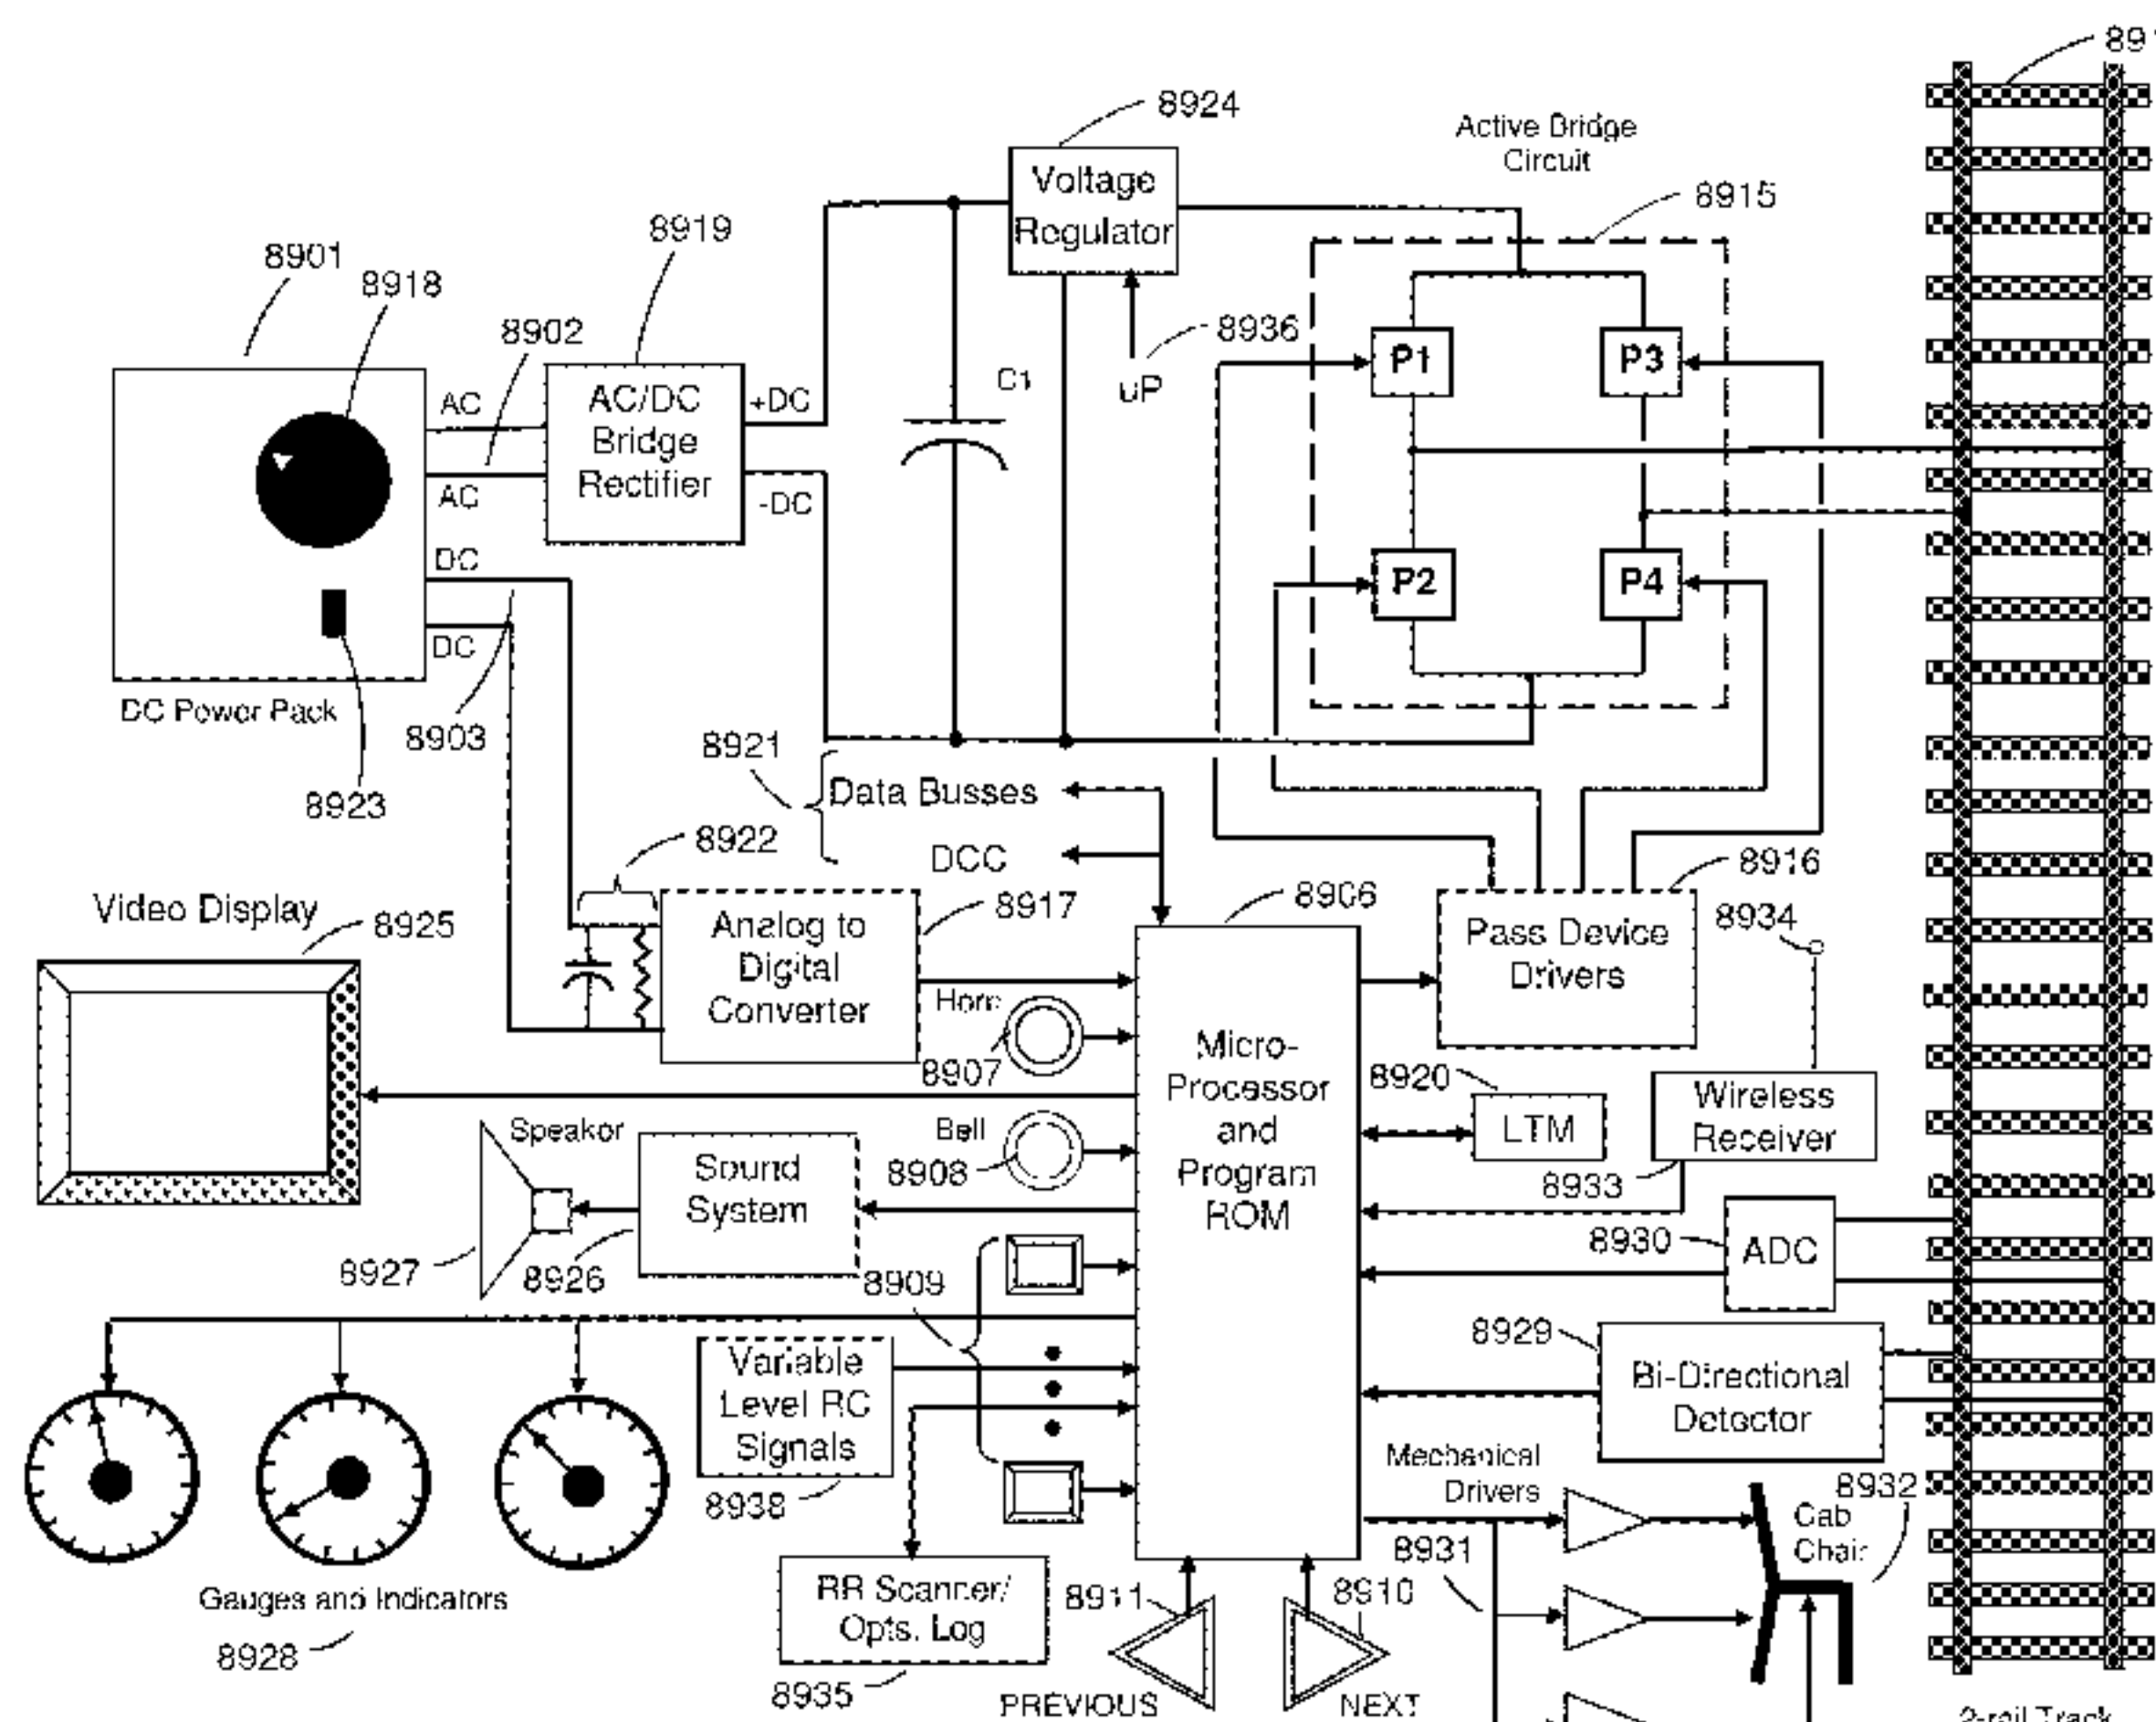 89
8924
Active Bridge
Circuit
Voltage
Regulator
8915
8919
8901
8918
8902
8936
C1
uP
P1
P3
AC
AC/DC
Bridge
Rectifier
+DC
AC
-DC
DC
P2
P4
DC
DC Power Pack
8903
8921
8923
Data Busses
8922
DCC
8916
8917
8906
Video Display
8925
Analog to
Digital
Converter
Pass Device
Drivers
8934
Horn
8907
Micro-
Processor
and
Program
ROM
8920
LTM
Wireless
Receiver
Speaker
Bell
8908
Sound
System
8933
8927
8926
8909
8930
ADC
8929
Variable
Level RC
Signals
Bi-Directional
Detector
8938
Mechanical
Drivers
8932
Cab
Chair
8931
Gauges and Indicators
8928
RR Scanner/
Opts. Log
8911
8910
8935
PREVIOUS
NEXT
2-rail Track